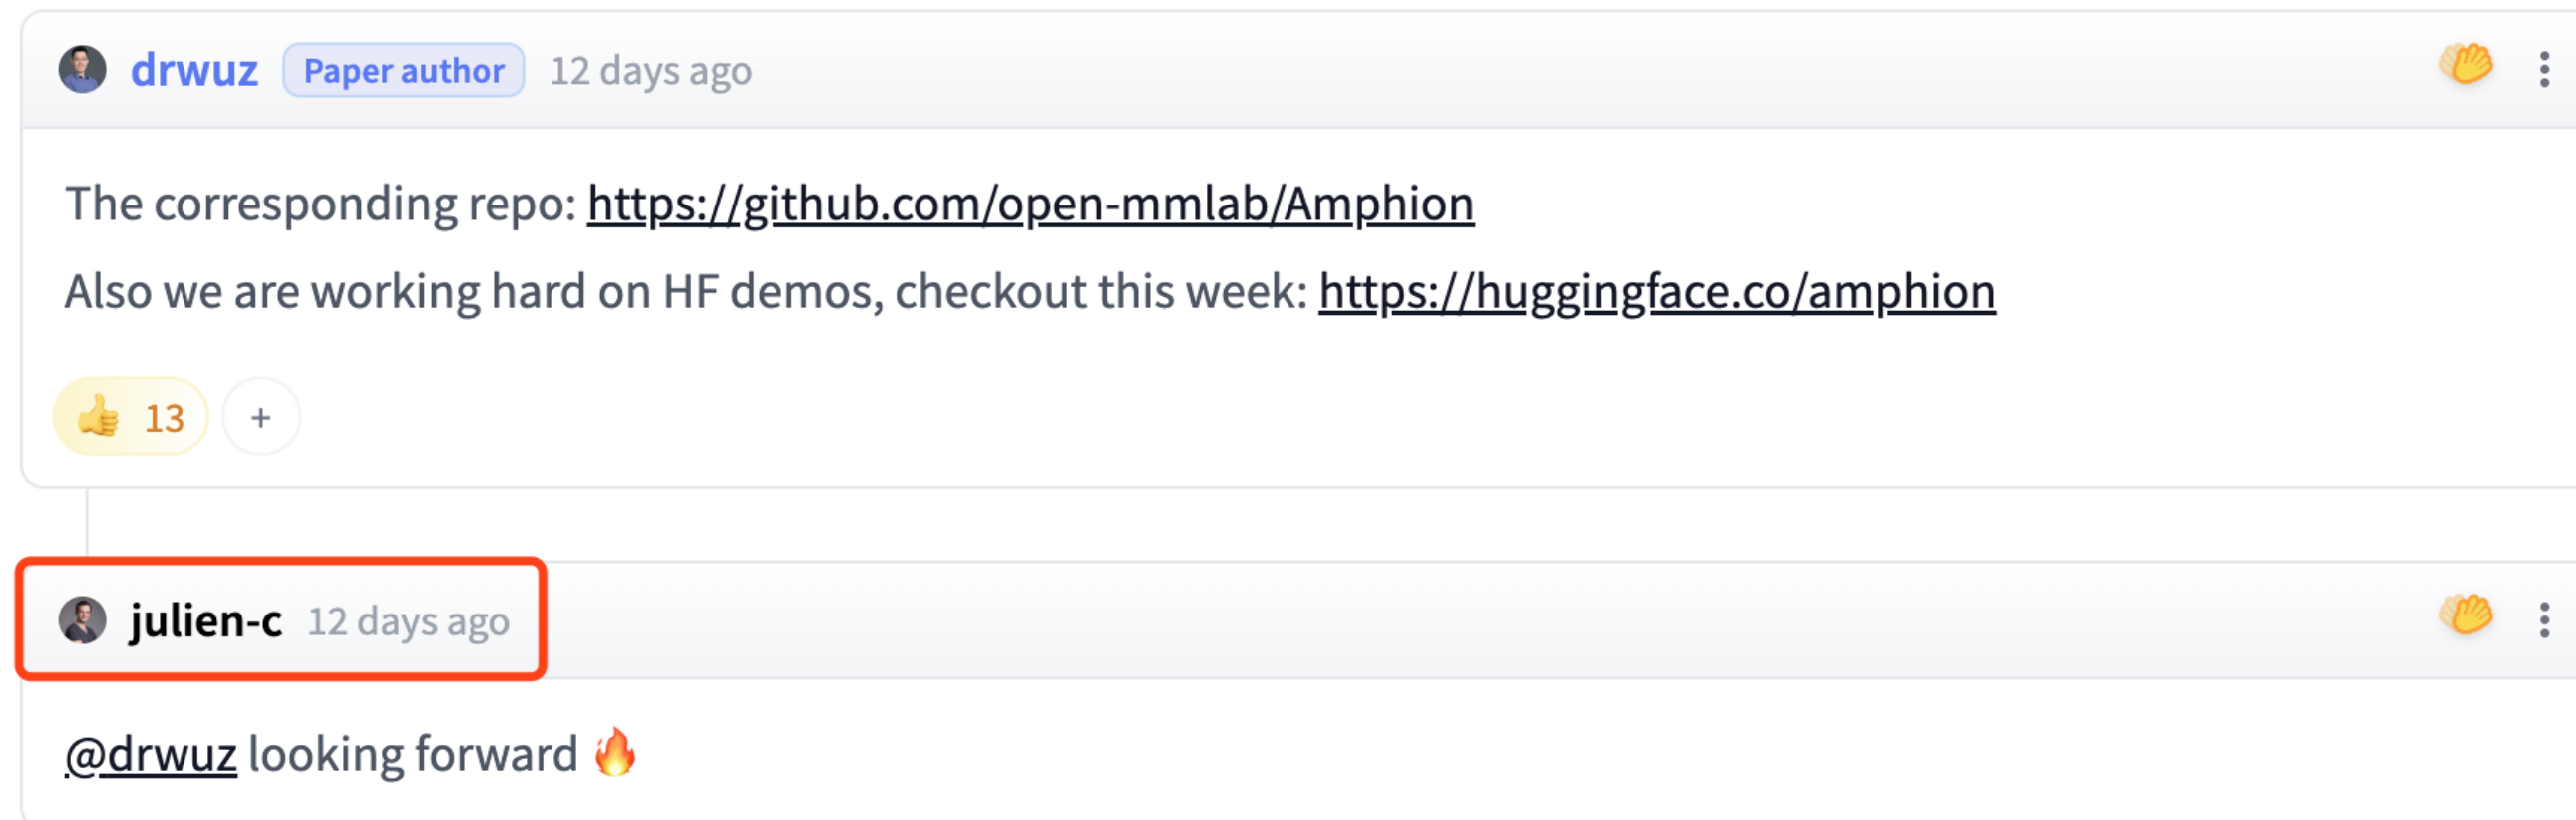 drwuz Paper author 12 days ago
The corresponding repo: https://github.com/open-mmlab/Amphion
Also we are working hard on HF demos, checkout this week: https://huggingface.co/amphion
👍 13 +
julien-c 12 days ago
@drwuz looking forward 🔥